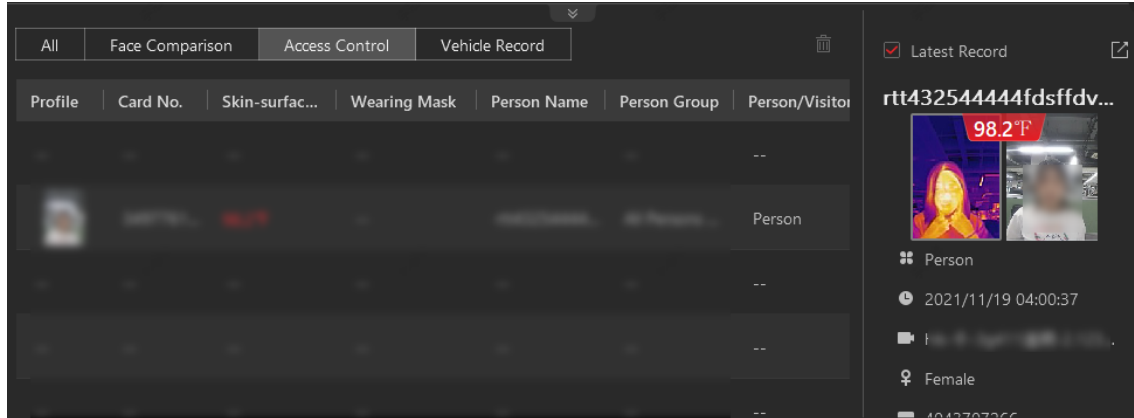 All Face Comparison Access Control Vehicle Record
Latest Record
Profile Card No. Skin-surfac... Wearing Mask Person Name Person Group Person/Visitor
rtt432544444fdsffdv...
98.2°F
--
Person
--
--
--
Person
2021/11/19 04:00:37
Female